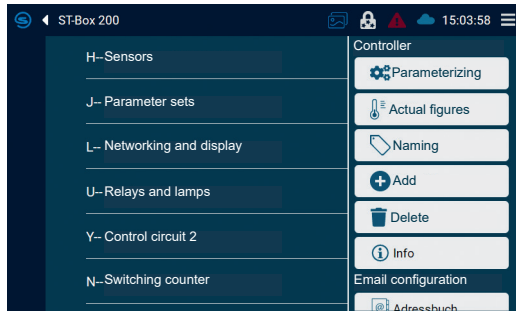 ST-Box 200
15:03:58
H--Sensors
J-- Parameter sets
L-- Networking and display
U--Relays and lamps
Y-- Control circuit 2
N--Switching counter
Controller
Parameterizing
Actual figures
Naming
Add
Delete
Info
Email configuration
Adressbuch